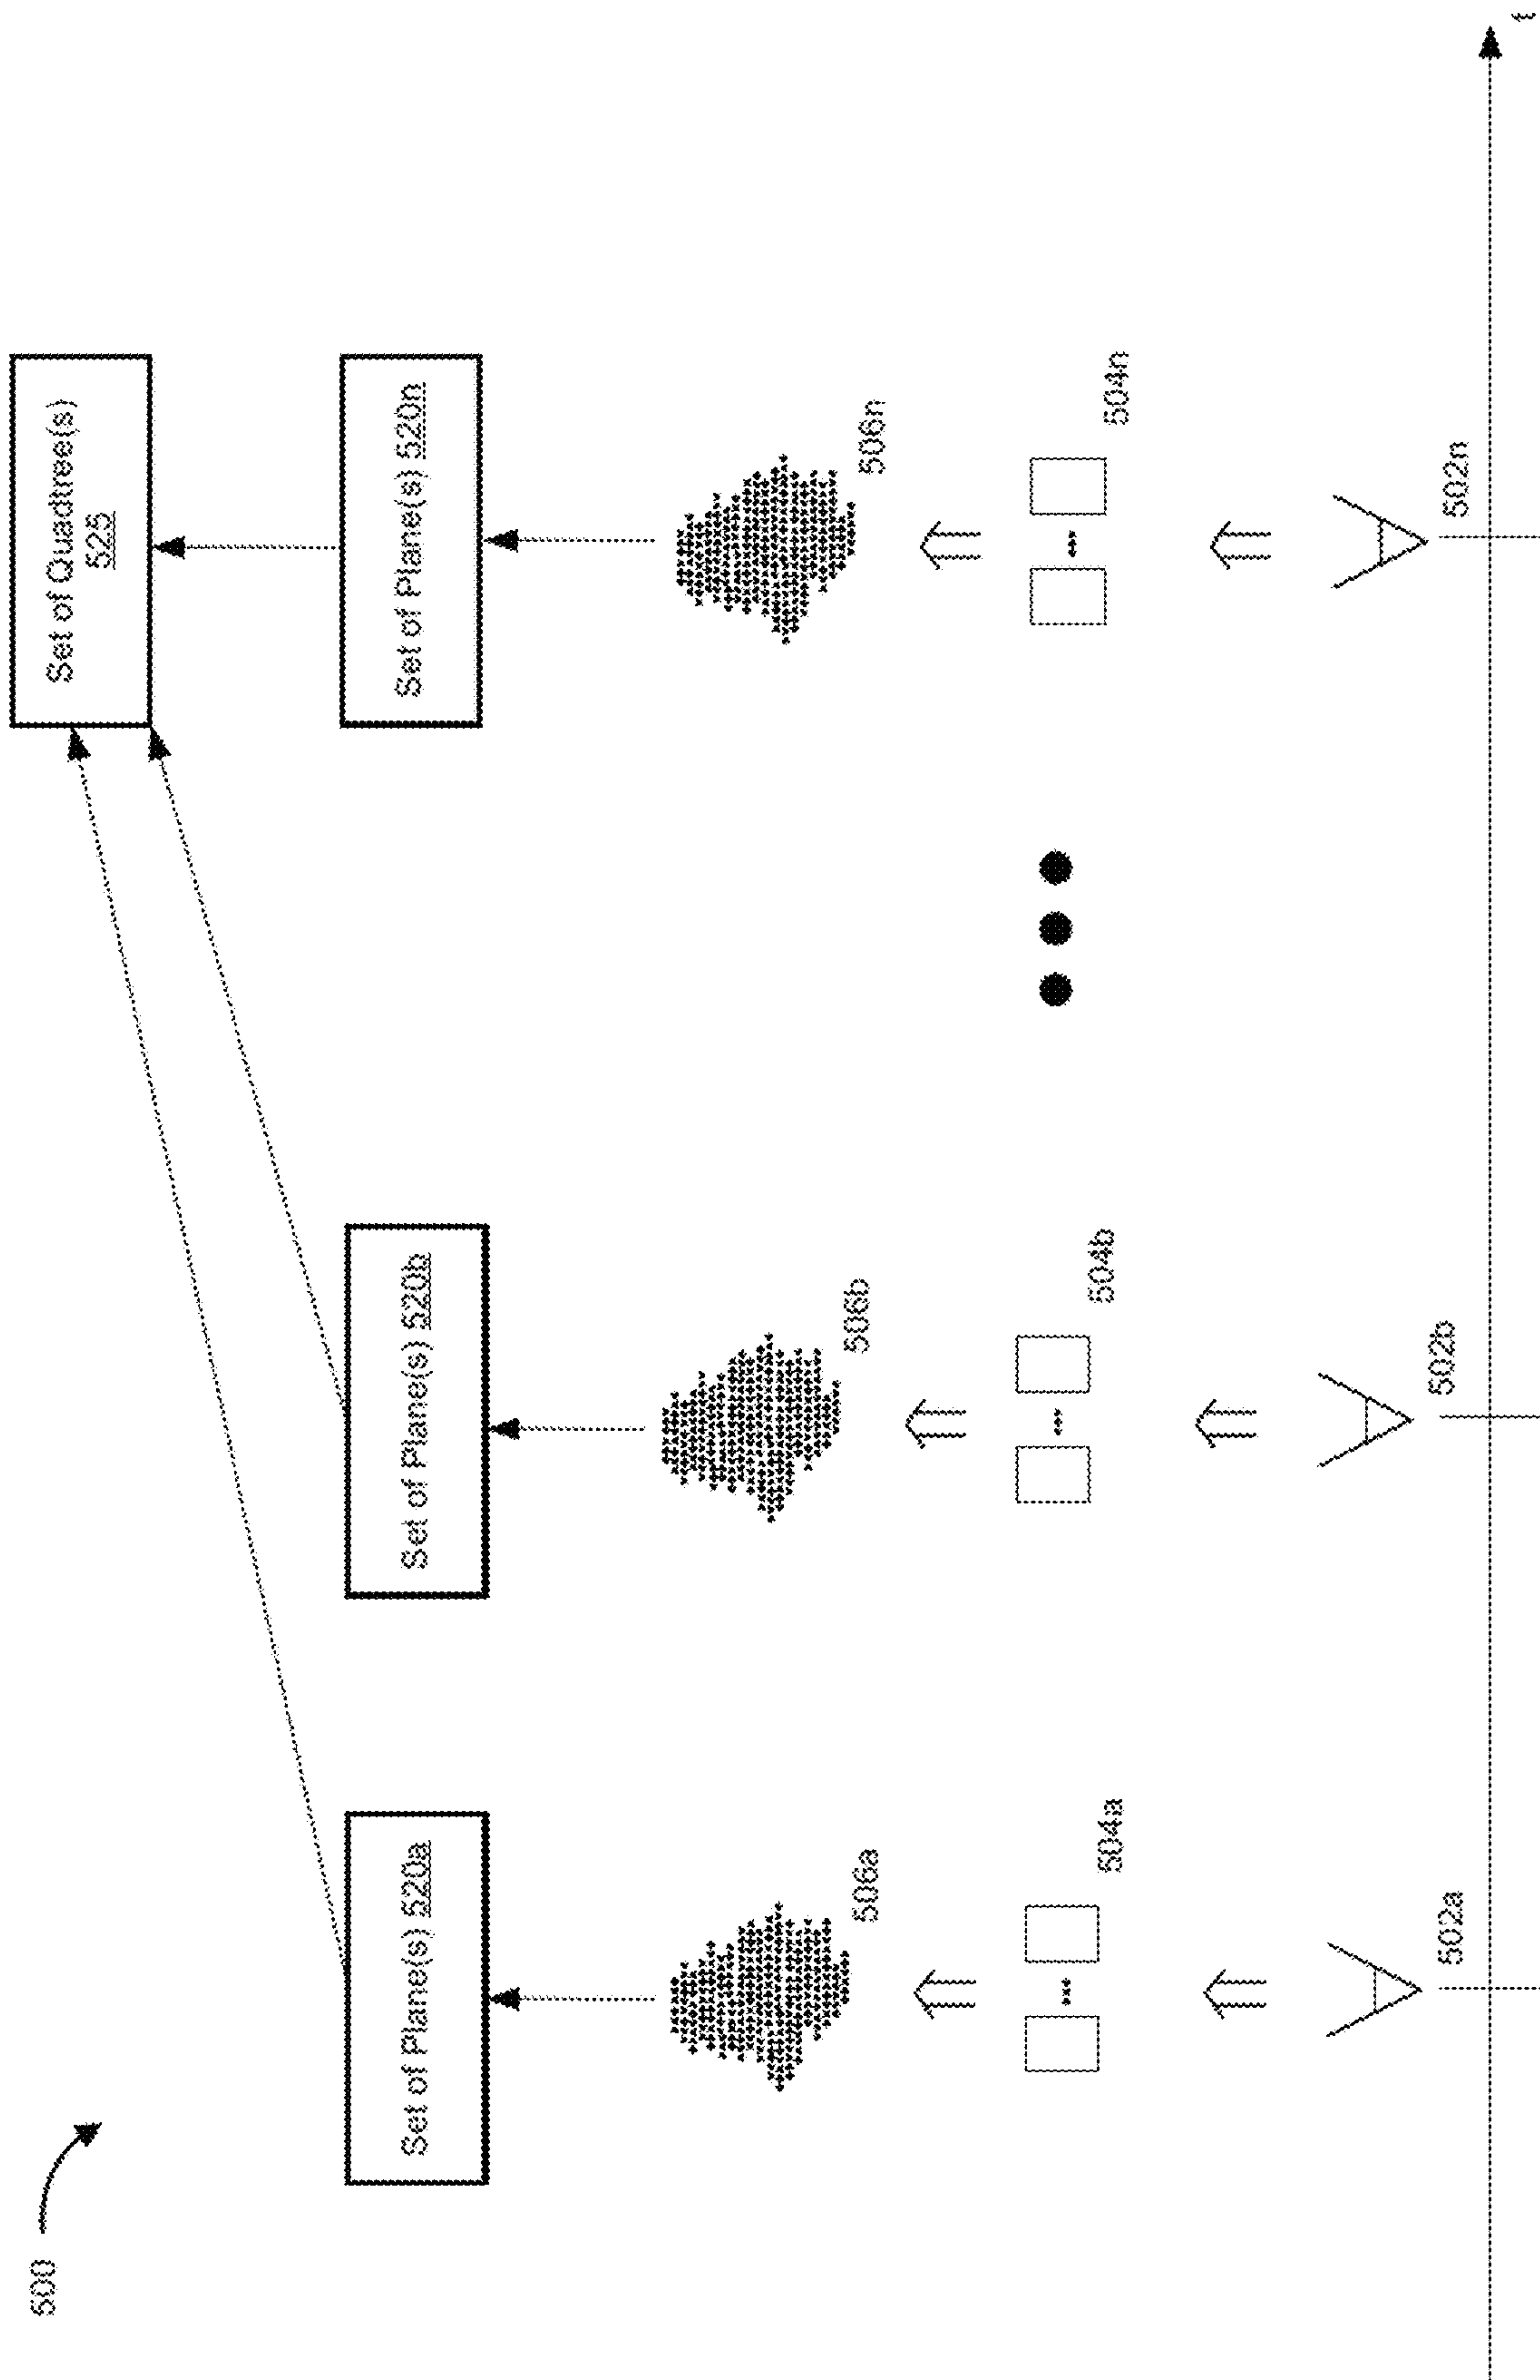 500
Set of Quadtree(s)
525
Set of Plane(s) 520a
Set of Plane(s) 520b
Set of Plane(s) 520n
506a
506b
506n
504a
504b
504n
502a
502b
502n
t